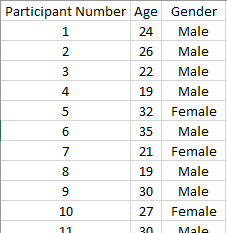 Participant Number Age Gender
1 24 Male
2 26 Male
3 22 Male
4 19 Male
5 32 Female
6 35 Male
7 21 Female
8 19 Male
9 30 Male
10 27 Female
11 30 Male